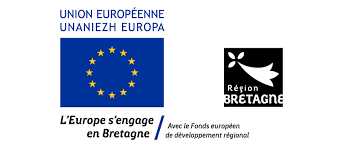 UNION EUROPÉENNE
UNANIEZH EUROPA
L'Europe s'engage
en Bretagne
Avec le Fonds européen
de développement régional
Région
BRETAGNE